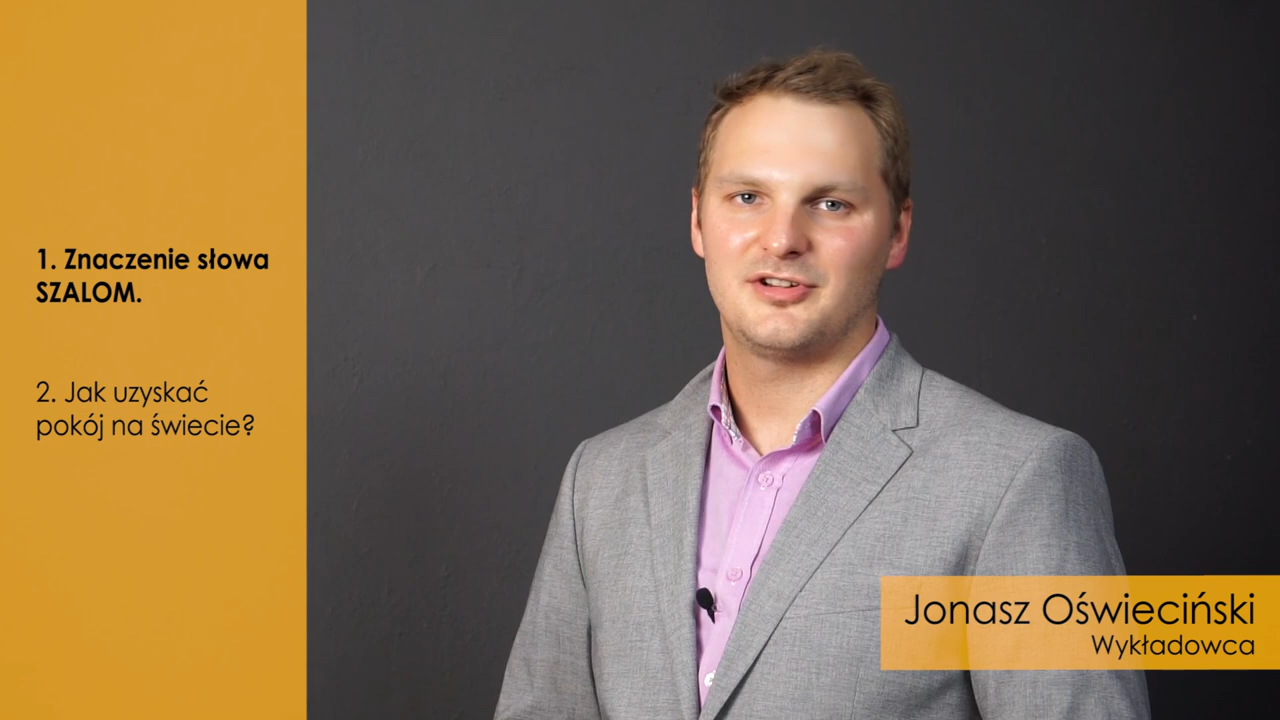 1. Znaczenie słowa
SZALOM.
2. Jak uzyskać
pokój na świecie?
Jonasz Oświeciński
Wykładowca